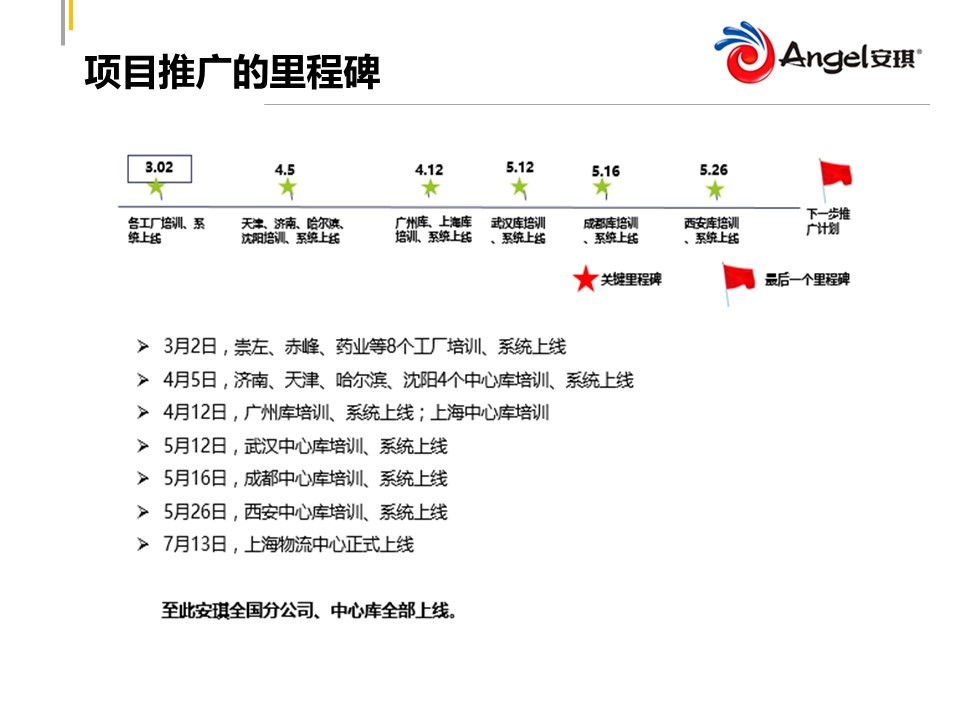 项目推广的里程碑
Angel安琪®
3.02
4.5
4.12
5.12
5.16
5.26
各工厂培训、系
统上线
天津、济南、哈尔滨、
沈阳培训、系统上线
广州库、上海库
培训、系统上线
武汉库培训
、系统上线
成都库培训
、系统上线
西安库培训
、系统上线
下一步推
广计划
关键里程碑
最后一个里程碑
➢ 3月2日，崇左、赤峰、药业等8个工厂培训、系统上线
➢ 4月5日，济南、天津、哈尔滨、沈阳4个中心库培训、系统上线
➢ 4月12日，广州库培训、系统上线；上海中心库培训
➢ 5月12日，武汉中心库培训、系统上线
➢ 5月16日，成都中心库培训、系统上线
➢ 5月26日，西安中心库培训、系统上线
➢ 7月13日，上海物流中心正式上线
至此安琪全国分公司、中心库全部上线。